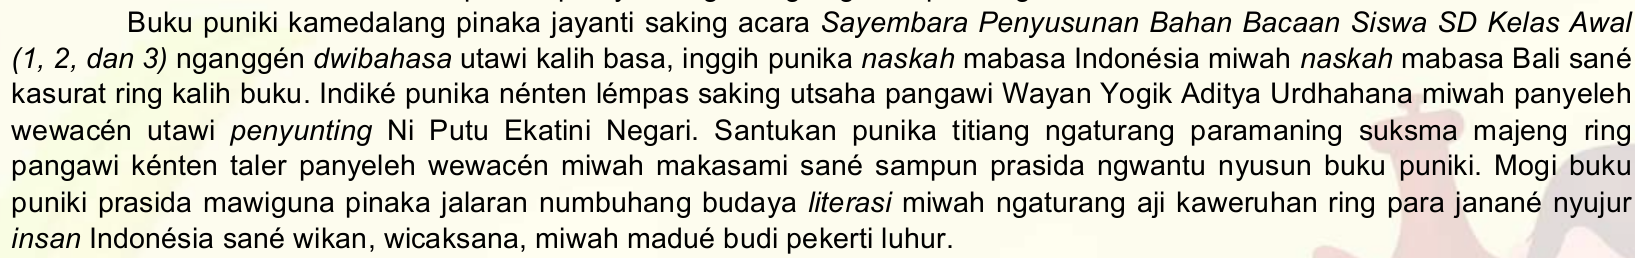 Buku puniki kamedalang pinaka jayanti saking acara Sayembara Penyusunan Bahan Bacaan Siswa SD Kelas Awal
(1, 2, dan 3) nganggén dwibahasa utawi kalih basa, inggih punika naskah mabasa Indonésia miwah naskah mabasa Bali sané
kasurat ring kalih buku. Indiké punika nénten lémpas saking utsaha pangawi Wayan Yogik Aditya Urdhahana miwah panyeleh
wewacén utawi penyunting Ni Putu Ekatini Negari. Santukan punika titiang ngaturang paramaning suksma majeng ring
pangawi kénten taler panyeleh wewacén miwah makasami sané sampun prasida ngwantu nyusun buku puniki. Mogi buku
puniki prasida mawiguna pinaka jalaran numbuhang budaya literasi miwah ngaturang aji kaweruhan ring para janané nyujur
insan Indonésia sané wikan, wicaksana, miwah madué budi pekerti luhur.